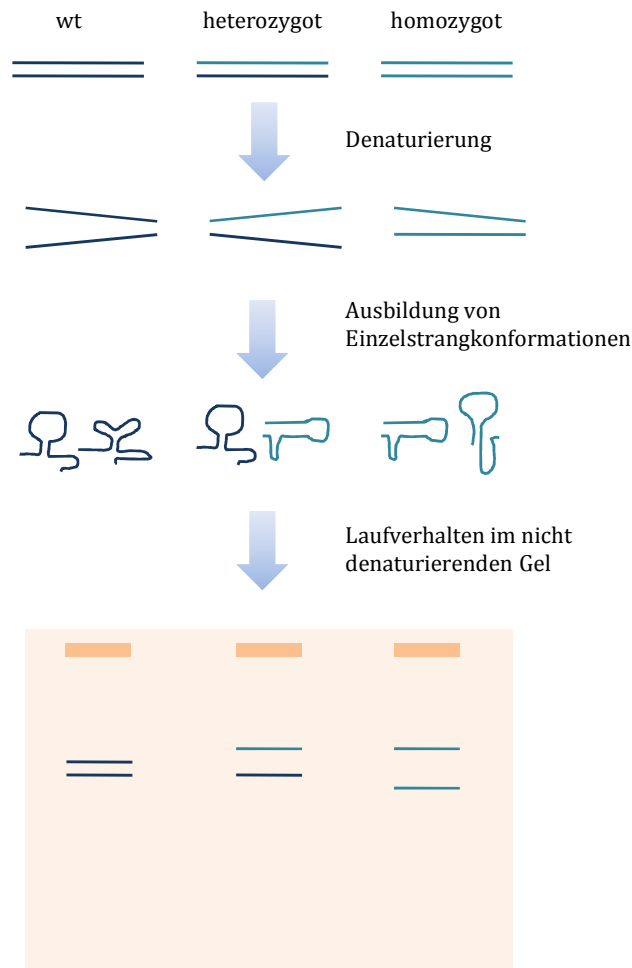 wt heterozygot homozygot
Denaturierung
Ausbildung von
Einzelstrangkonformationen
Laufverhalten im nicht
denaturierenden Gel